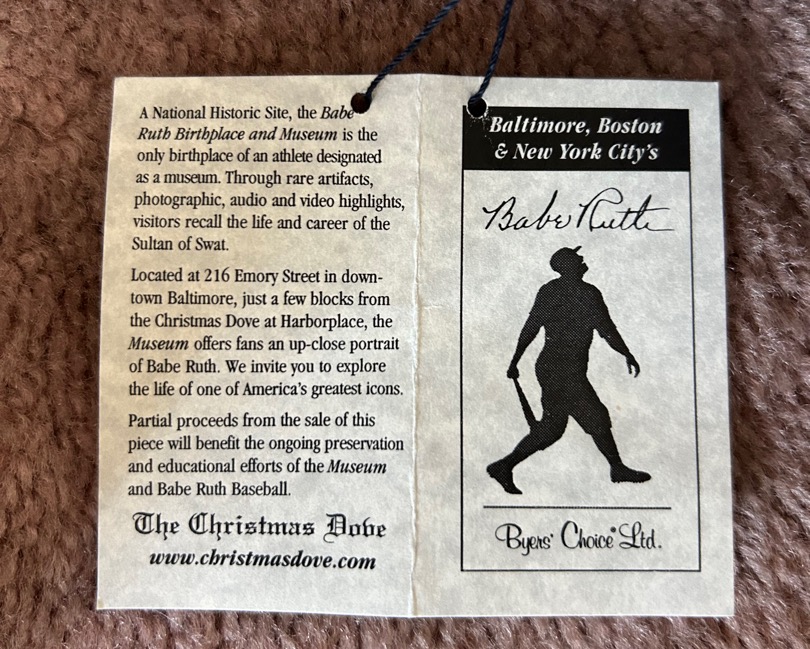 A National Historic Site, the Babe
Ruth Birthplace and Museum is the
only birthplace of an athlete designated
as a museum. Through rare artifacts,
photographic, audio and video highlights,
visitors recall the life and career of the
Sultan of Swat.
Located at 216 Emory Street in down-
town Baltimore, just a few blocks from
the Christmas Dove at Harborplace, the
Museum offers fans an up-close portrait
of Babe Ruth. We invite you to explore
the life of one of America's greatest icons.
Partial proceeds from the sale of this
piece will benefit the ongoing preservation
and educational efforts of the Museum
and Babe Ruth Baseball.
The Christmas Dove
www.christmasdove.com
Baltimore, Boston
& New York City's
Babe Ruth
Byers' Choice® Ltd.